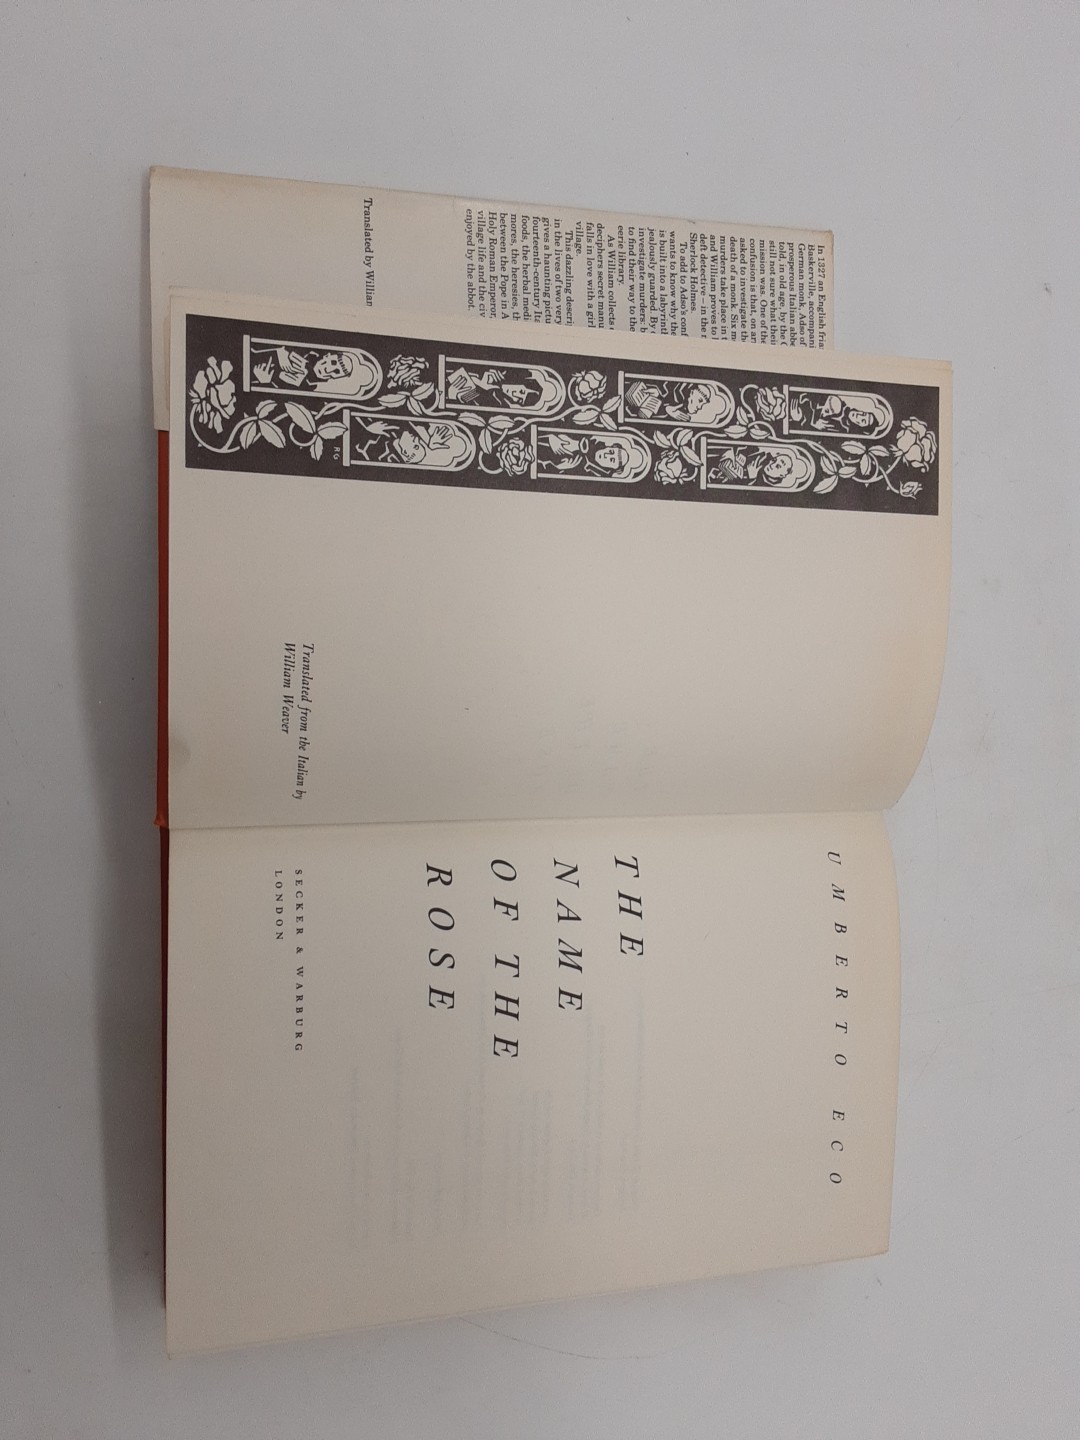 In 1327 an English fria
Baskerville, accompani
German monk, Adso of
prosperous Italian abbe
told, in old age, by the
still not sure what thei
mission was. One of the
confusion is that, on ar
asked to investigate the
death of a monk. Six m
murders take place in t
and William proves to
deft detective – in the
Sherlock Holmes.
To add to Adso's conf
wants to know why the
is built into a labyrint
jealously guarded. By
investigate murders: b
to find their way to the
eerie library.
As William collects
deciphers secret manu
falls in love with a girl
village.
This dazzling descri
in the lives of two very
gives a haunting pictu
fourteenth-century Ita
foods, the herbal medi
mores, the heresies, th
between the Pope in A
Holy Roman Emperor,
village life and the civ
enjoyed by the abbot.
Translated by William
RG
Translated from the Italian by
William Weaver
UMBERTO ECO
THE
NAME
OF THE
ROSE
SECKER & WARBURG
LONDON